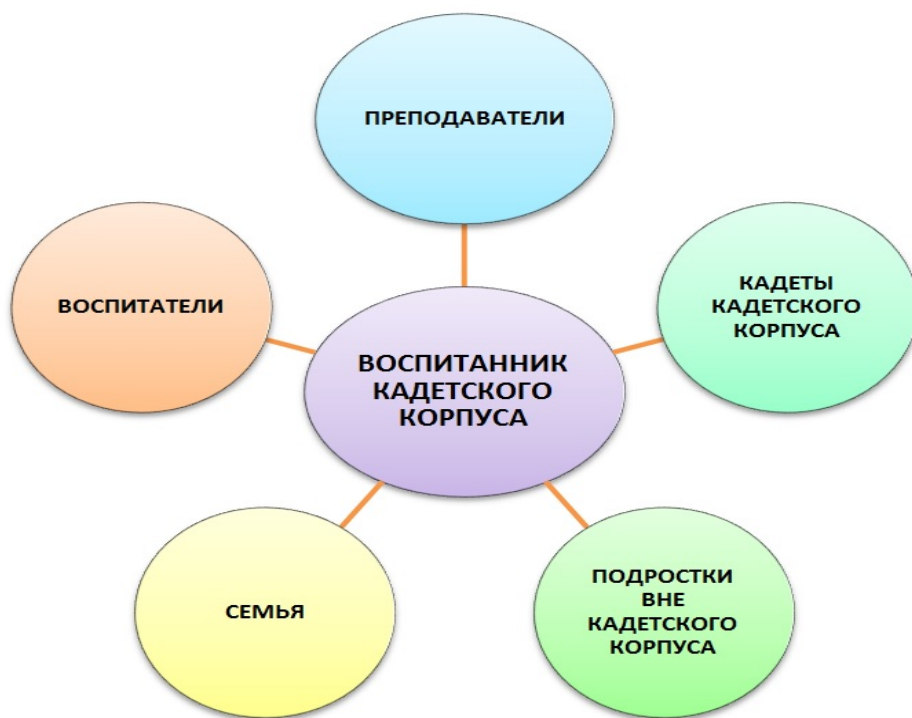 ПРЕПОДАВАТЕЛИ
ВОСПИТАТЕЛИ
КАДЕТЫ
КАДЕТСКОГО
КОРПУСА
ВОСПИТАННИК
КАДЕТСКОГО
КОРПУСА
СЕМЬЯ
ПОДРОСТКИ
ВНЕ
КАДЕТСКОГО
КОРПУСА